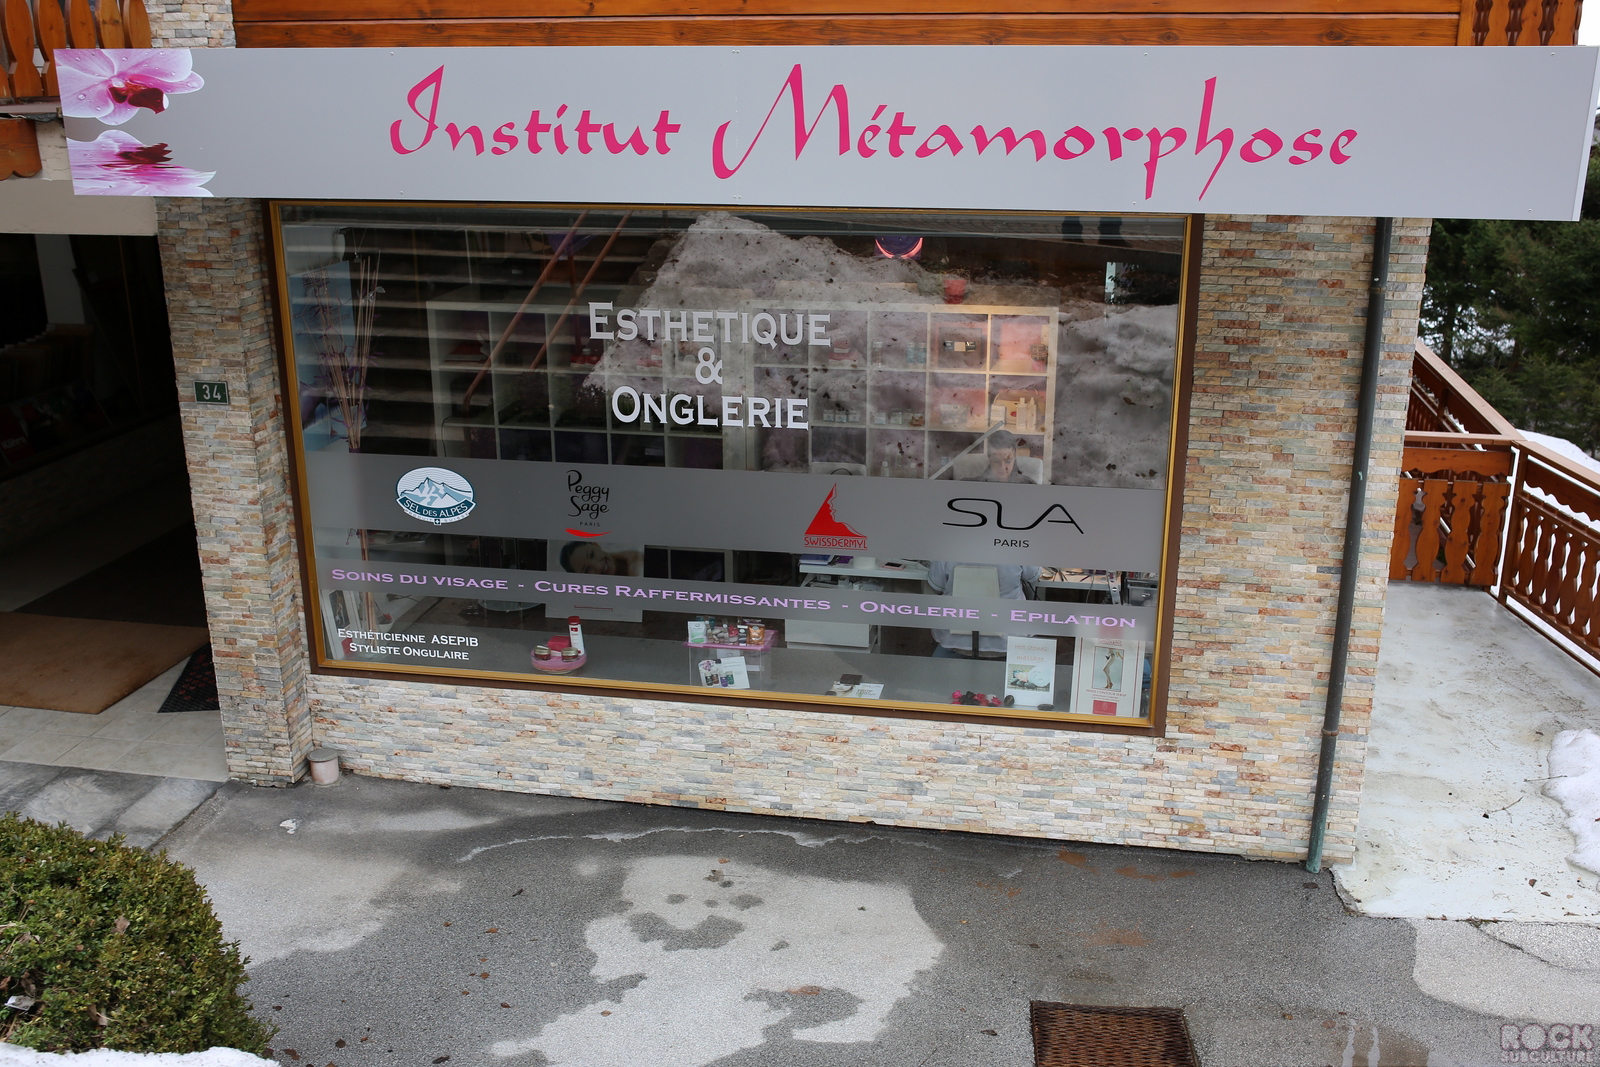 Institut Métamorphose
34
ESTHETIQUE
&
ONGLERIE
SEL DES ALPES
Peggy
Sage
PARIS
SWISSDERMYL
SLA
PARIS
SOINS DU VISAGE - CURES RAFFERMISSANTES - ONGLERIE - EPILATION
ESTHÉTICIENNE ASEPIB
STYLISTE ONGULAIRE
ROCK
SUBCULTURE